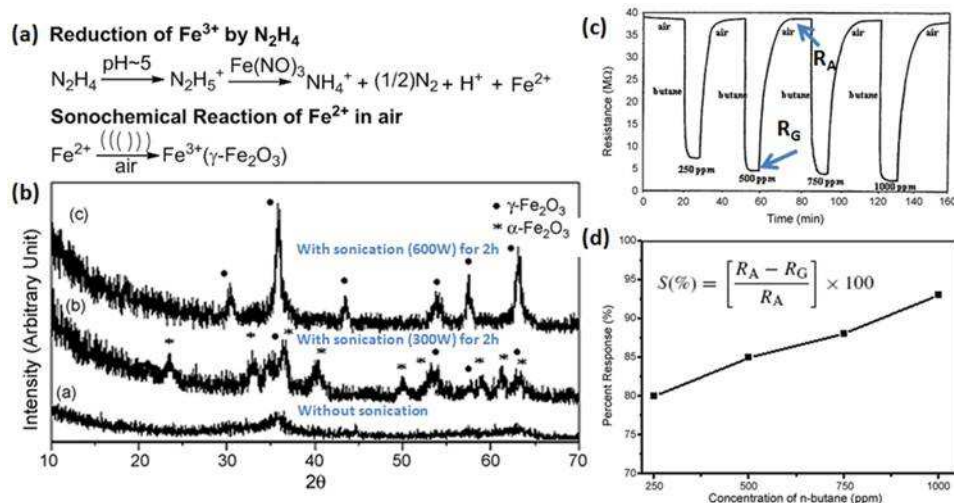 (a) Reduction of Fe³⁺ by N₂H₄
N₂H₄ pH~5 N₂H₅⁺ Fe(NO)₃ NH₄⁺ + (1/2)N₂ + H⁺ + Fe²⁺
Sonochemical Reaction of Fe²⁺ in air
Fe²⁺ ((( ))) air Fe³⁺(γ-Fe₂O₃)
(b)
Intensity (Arbitrary Unit)
(c)
• γ-Fe₂O₃
* α-Fe₂O₃
With sonication (600W) for 2h
(b)
With sonication (300W) for 2h
(a)
Without sonication
10 20 30 40 50 60 70
2θ
(c)
Resistance (MΩ)
40
35
30
25
20
15
10
5
0
air air air air air
R_A
butane butane butane butane
R_G
250 ppm 500 ppm 750 ppm 1000 ppm
0 20 40 60 80 100 120 140 160
Time (min)
(d)
Percent Response (%)
100
95
90
85
80
75
70
S(%) = [R_A − R_G / R_A] × 100
250 500 750 1000
Concentration of n-butane (ppm)